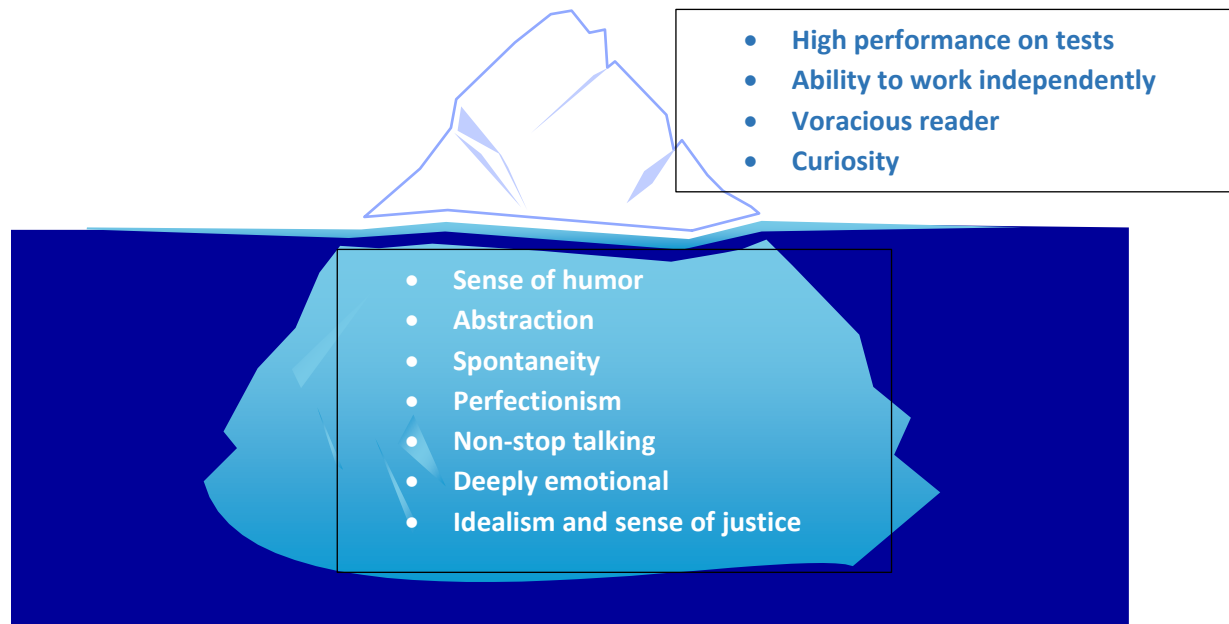 • High performance on tests
• Ability to work independently
• Voracious reader
• Curiosity
• Sense of humor
• Abstraction
• Spontaneity
• Perfectionism
• Non-stop talking
• Deeply emotional
• Idealism and sense of justice